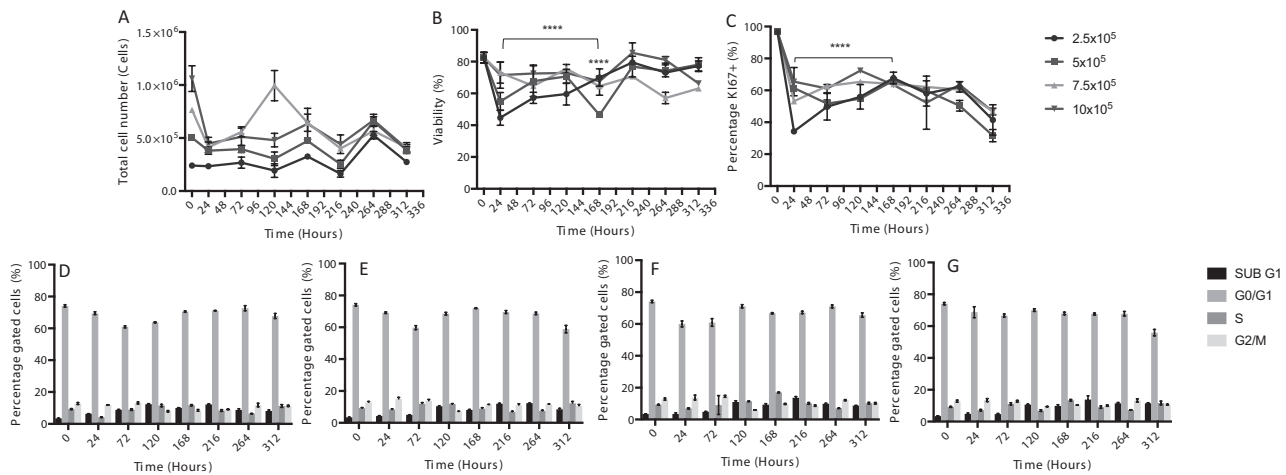 A
B
C
Total cell number (Cells)
1.5×10⁶
1.0×10⁶
5.0×10⁵
0.0
0 24 48 72 96 120 144 168 192 216 240 264 288 312 336
Time (Hours)
Viability (%)
100
80
60
40
20
0
****
****
0 24 48 72 96 120 144 168 192 216 240 264 288 312 336
Time (Hours)
Percentage KI67+ (%)
100
80
60
40
20
0
****
0 24 48 72 96 120 144 168 192 216 240 264 288 312 336
Time (Hours)
2.5x10⁵
5x10⁵
7.5x10⁵
10x10⁵
D
Percentage gated cells (%)
100
80
60
40
20
0
0 24 72 120 168 216 264 312
Time (Hours)
E
Percentage gated cells (%)
100
80
60
40
20
0
0 24 72 120 168 216 264 312
Time (Hours)
F
Percentage gated cells (%)
100
80
60
40
20
0
0 24 72 120 168 216 264 312
Time (Hours)
G
Percentage gated cells (%)
100
80
60
40
20
0
0 24 72 120 168 216 264 312
Time (Hours)
SUB G1
G0/G1
S
G2/M